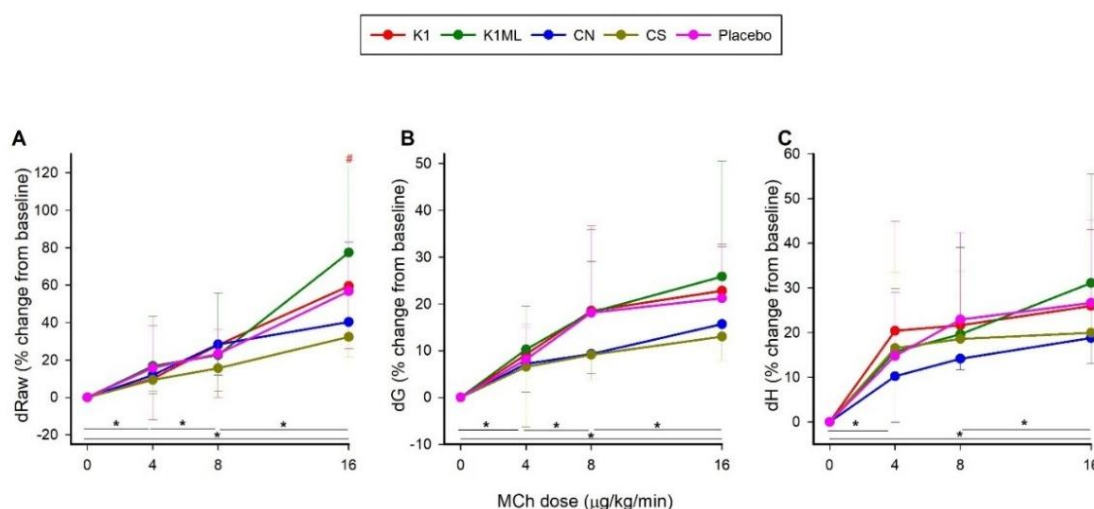 K1 K1ML CN CS Placebo
A
B
C
#
120
100
80
60
40
20
0
-20
dRaw (% change from baseline)
* * *
*
0 4 8 16
50
40
30
20
10
0
-10
dG (% change from baseline)
* * *
*
0 4 8 16
60
50
40
30
20
10
0
dH (% change from baseline)
* *
*
0 4 8 16
MCh dose (μg/kg/min)